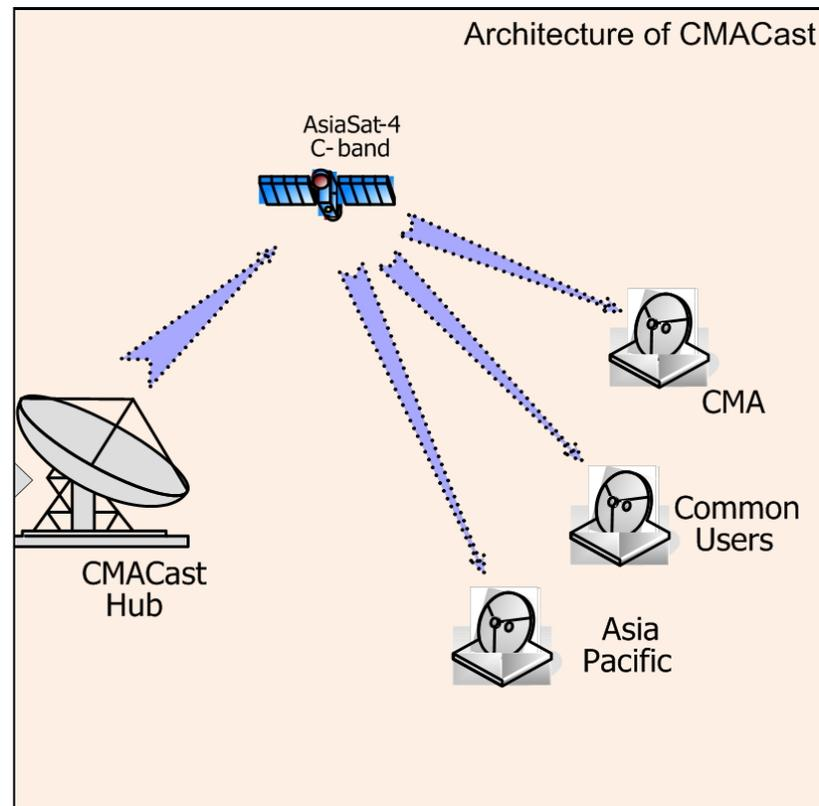 Architecture of CMACast
AsiaSat-4
C-band
CMA
Common
Users
CMACast
Hub
Asia
Pacific